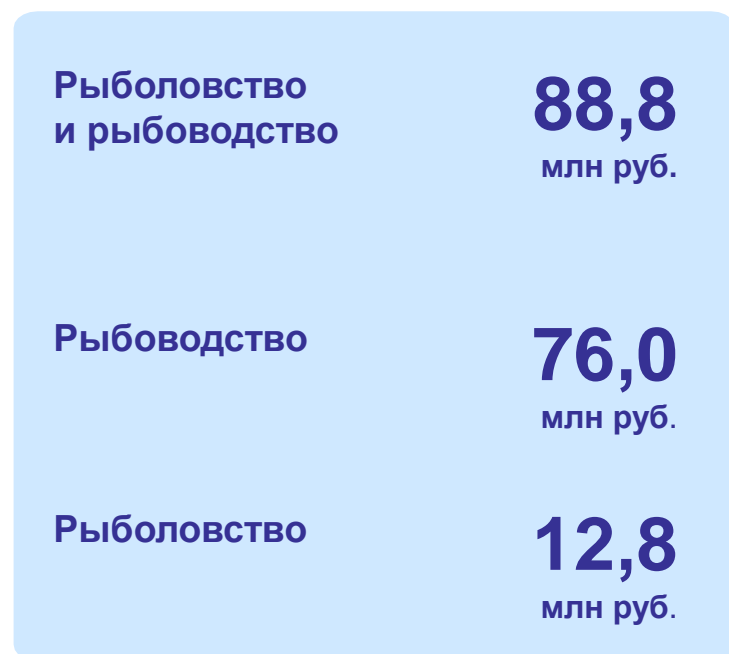 Рыболовство
и рыбоводство
88,8
млн руб.
Рыбоводство
76,0
млн руб.
Рыболовство
12,8
млн руб.